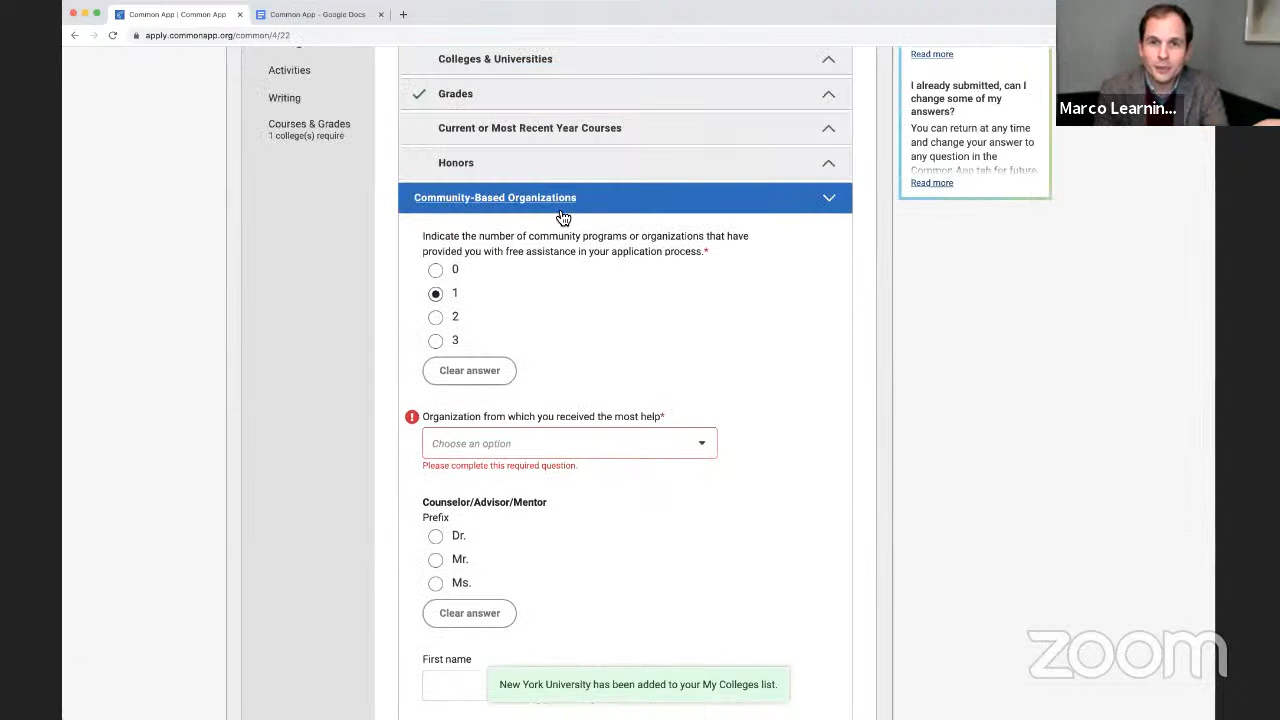 Common App | Common App
Common App - Google Docs
apply.commonapp.org/common/4/22
Activities
Writing
Courses & Grades
1 college(s) require
Colleges & Universities
Grades
Current or Most Recent Year Courses
Honors
Community-Based Organizations
Indicate the number of community programs or organizations that have
provided you with free assistance in your application process.*
0
1
2
3
Clear answer
Organization from which you received the most help*
Choose an option
Please complete this required question.
Counselor/Advisor/Mentor
Prefix
Dr.
Mr.
Ms.
Clear answer
First name
New York University has been added to your My Colleges list.
Read more
I already submitted, can I
change some of my
answers?
You can return at any time
and change your answer to
any question in the
Common App tab for future
Read more
Marco Learnin...
zoom